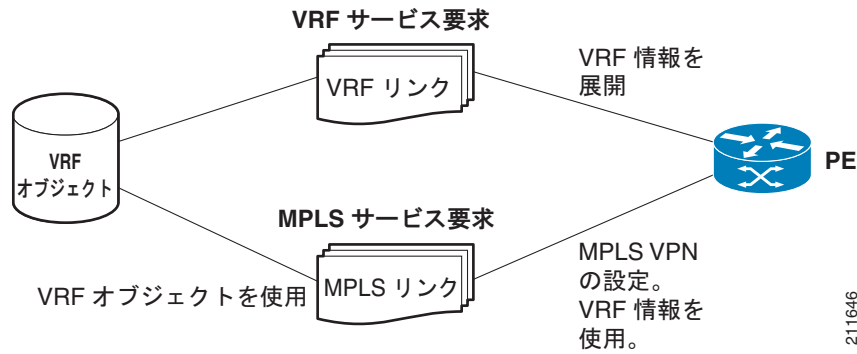 VRF サービス要求
VRF リンク
VRF 情報を
展開
VRF
オブジェクト
PE
MPLS サービス要求
VRF オブジェクトを使用
MPLS リンク
MPLS VPN
の設定。
VRF 情報を
使用。
211646